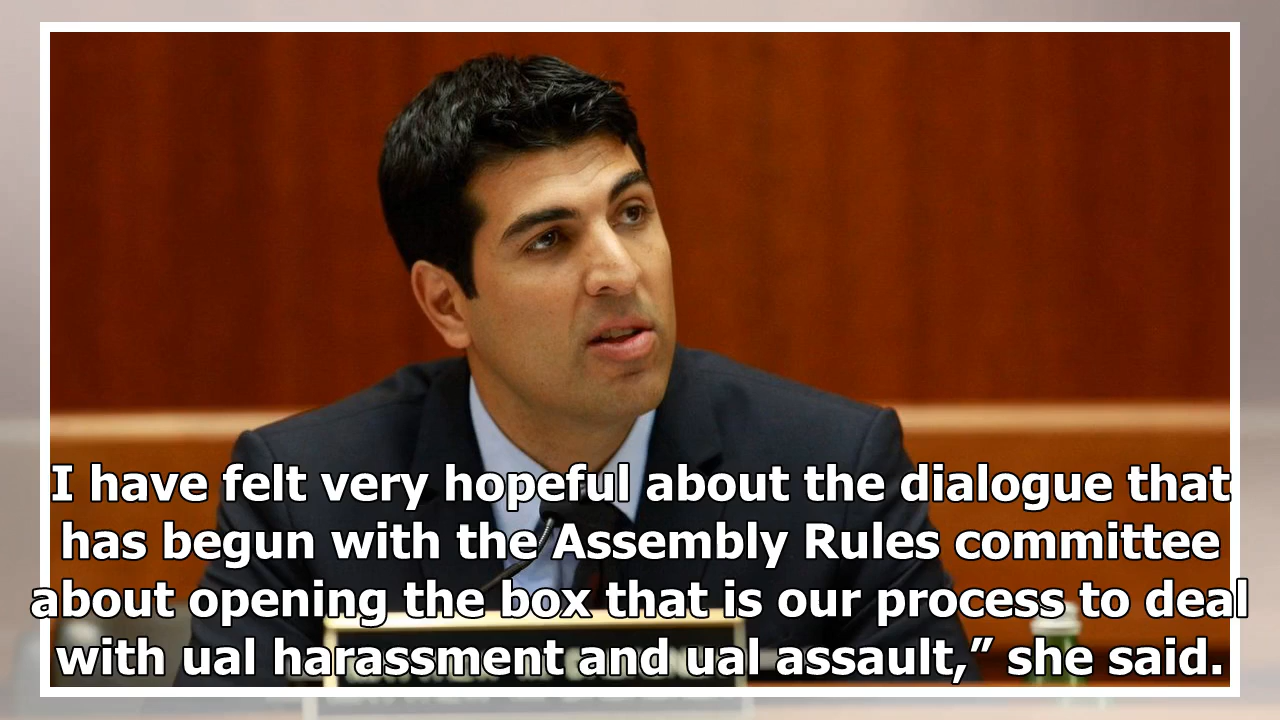 I have felt very hopeful about the dialogue that
has begun with the Assembly Rules committee
about opening the box that is our process to deal
with ual harassment and ual assault,” she said.